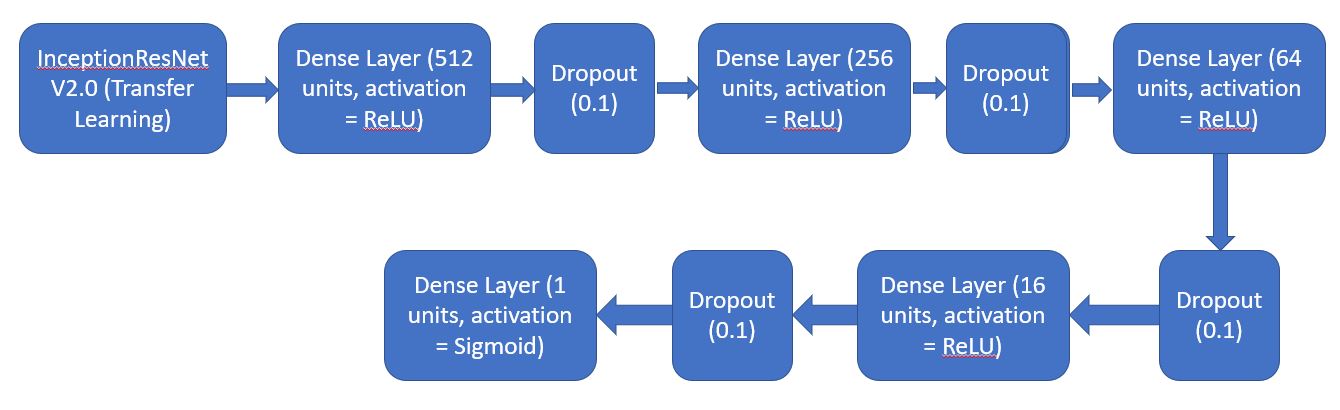 InceptionResNet
V2.0 (Transfer
Learning)
Dense Layer (512
units, activation
= ReLU)
Dropout
(0.1)
Dense Layer (256
units, activation
= ReLU)
Dropout
(0.1)
Dense Layer (64
units, activation
= ReLU)
Dropout
(0.1)
Dense Layer (16
units, activation
= ReLU)
Dropout
(0.1)
Dense Layer (1
units, activation
= Sigmoid)